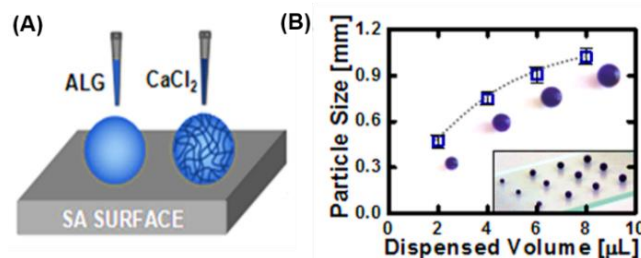 (A)
ALG
CaCl₂
SA SURFACE
(B)
Particle Size [mm]
1.2
0.9
0.6
0.3
0.0
0 2 4 6 8 10
Dispensed Volume [µL]